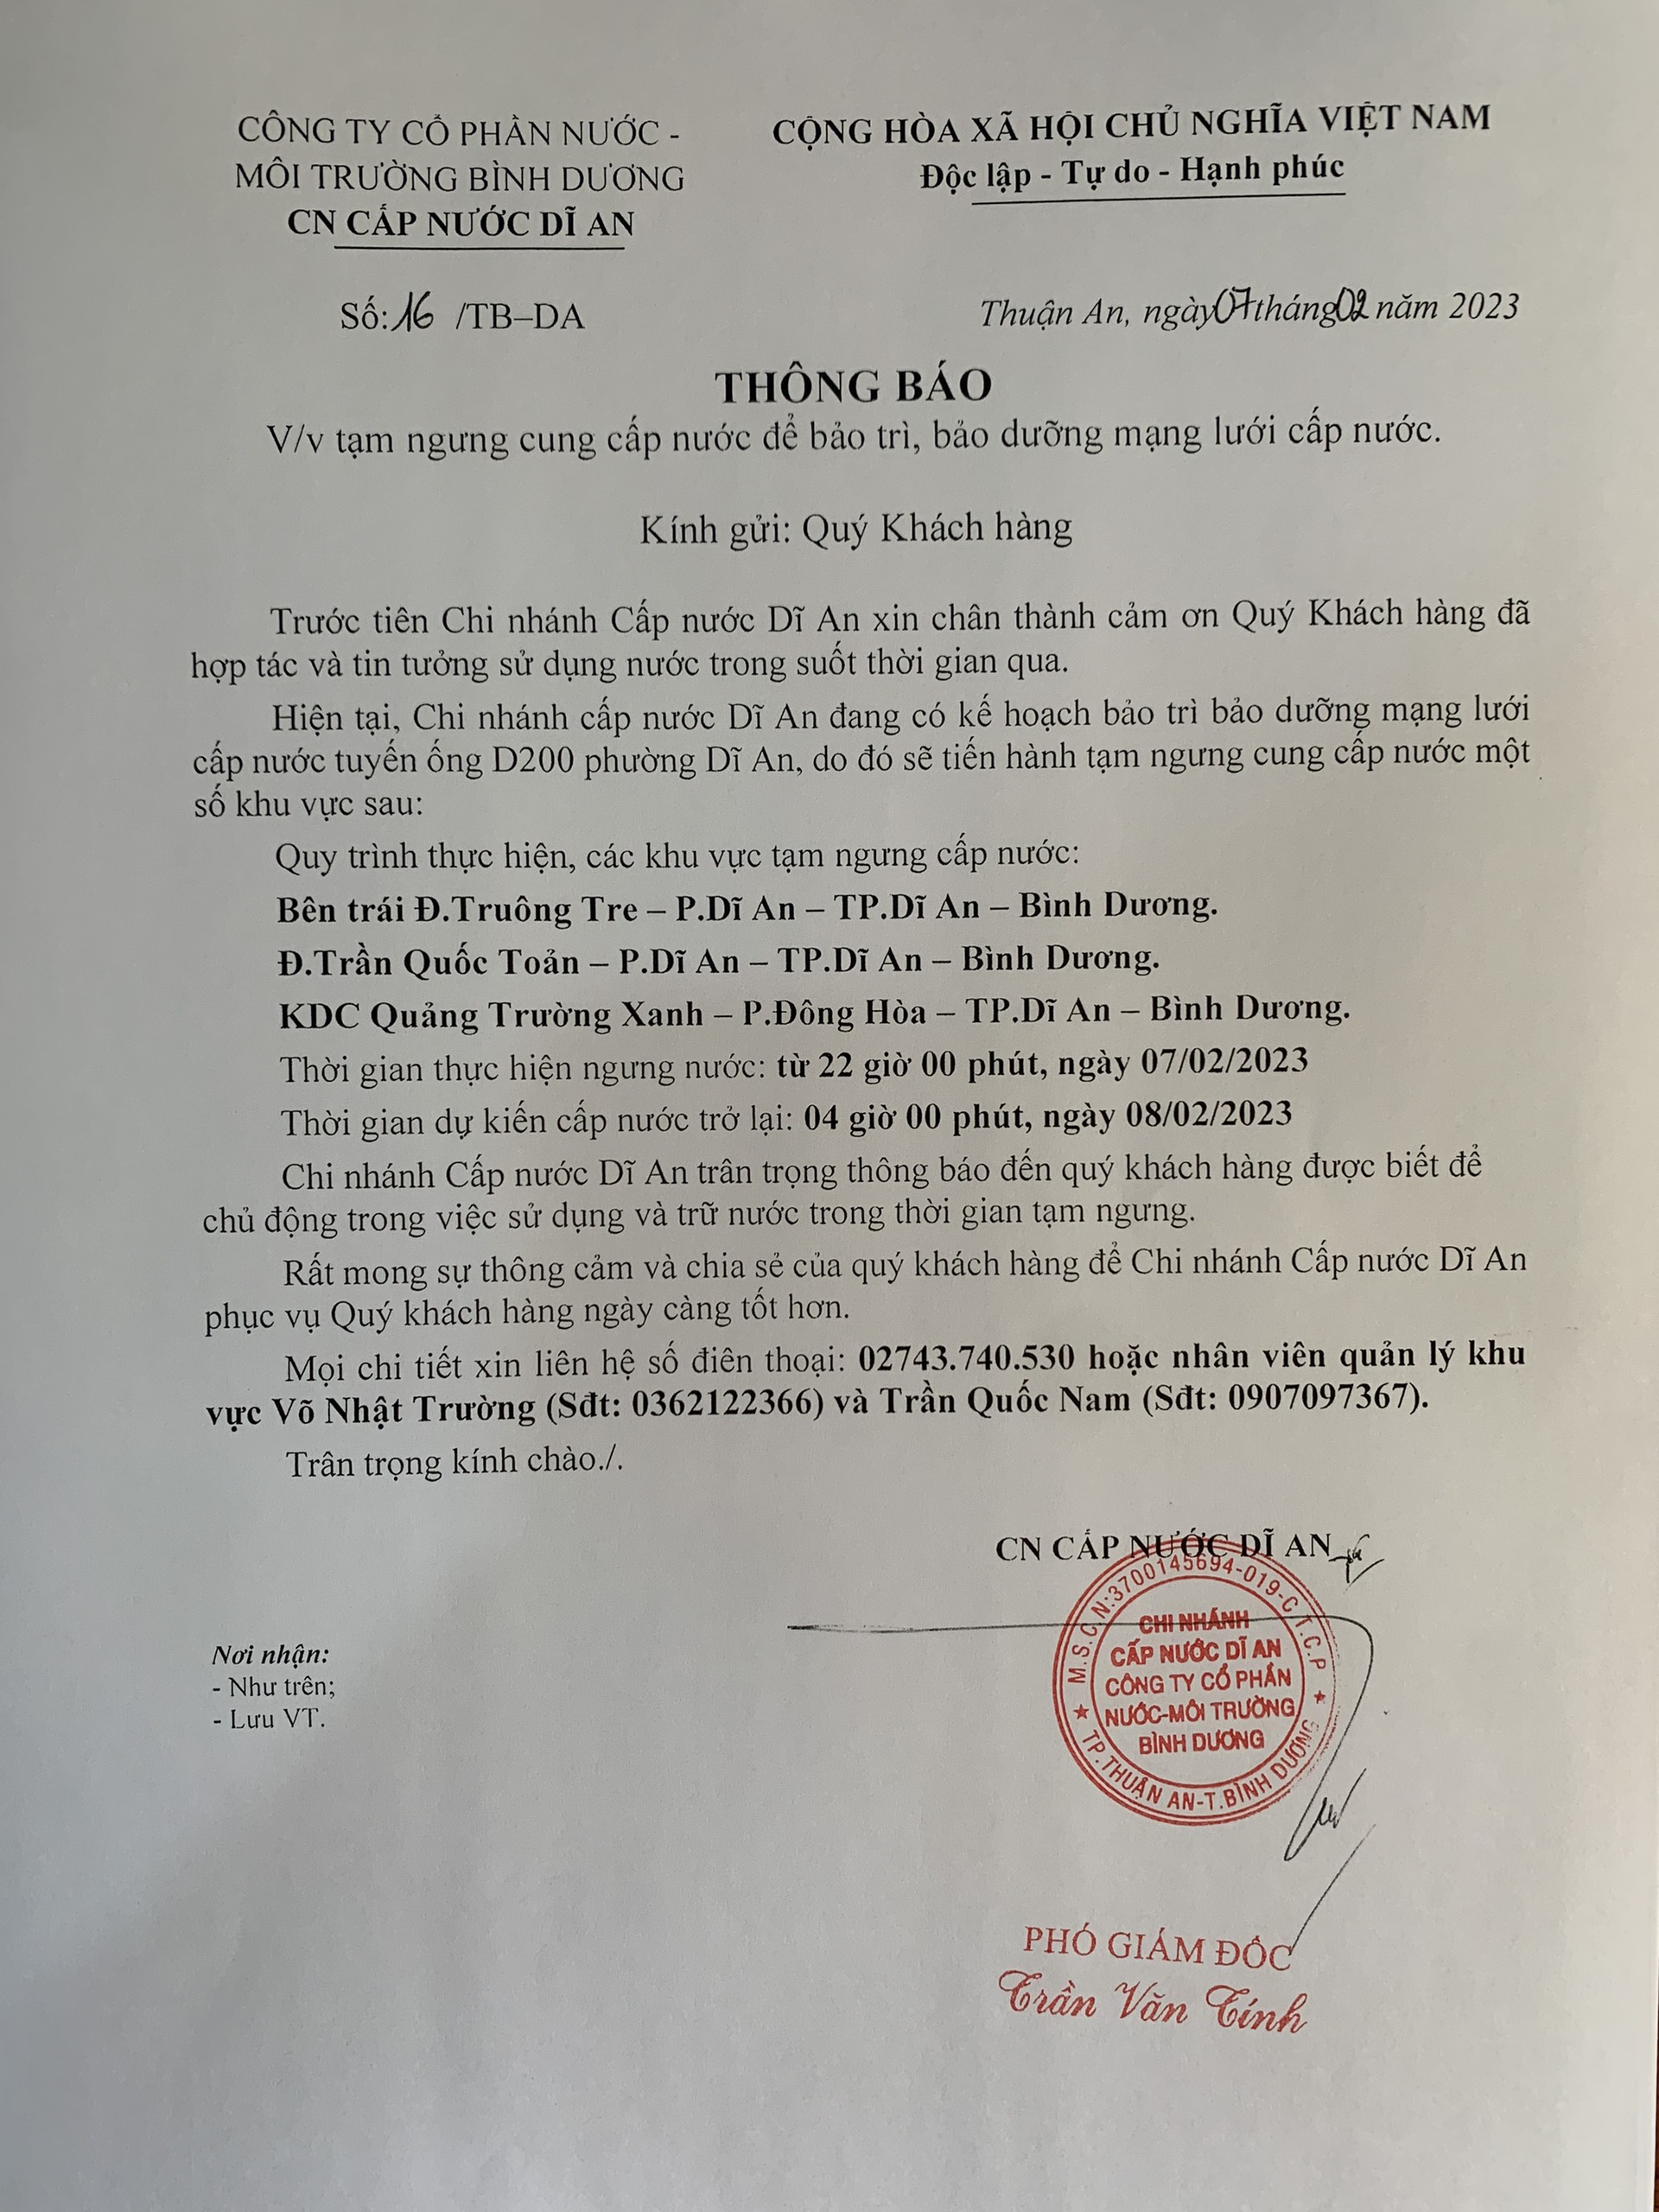 CÔNG TY CỔ PHẦN NƯỚC -
MÔI TRƯỜNG BÌNH DƯƠNG
CN CẤP NƯỚC DĨ AN
CỘNG HÒA XÃ HỘI CHỦ NGHĨA VIỆT NAM
Độc lập - Tự do - Hạnh phúc
Số: 16 /TB–DA
Thuận An, ngày 07 tháng 02 năm 2023
THÔNG BÁO
V/v tạm ngưng cung cấp nước để bảo trì, bảo dưỡng mạng lưới cấp nước.
Kính gửi: Quý Khách hàng
Trước tiên Chi nhánh Cấp nước Dĩ An xin chân thành cảm ơn Quý Khách hàng đã
hợp tác và tin tưởng sử dụng nước trong suốt thời gian qua.
Hiện tại, Chi nhánh cấp nước Dĩ An đang có kế hoạch bảo trì bảo dưỡng mạng lưới
cấp nước tuyến ống D200 phường Dĩ An, do đó sẽ tiến hành tạm ngưng cung cấp nước một
số khu vực sau:
Quy trình thực hiện, các khu vực tạm ngưng cấp nước:
Bên trái Đ.Truông Tre – P.Dĩ An – TP.Dĩ An – Bình Dương.
Đ.Trần Quốc Toản – P.Dĩ An – TP.Dĩ An – Bình Dương.
KDC Quảng Trường Xanh – P.Đông Hòa – TP.Dĩ An – Bình Dương.
Thời gian thực hiện ngưng nước: từ 22 giờ 00 phút, ngày 07/02/2023
Thời gian dự kiến cấp nước trở lại: 04 giờ 00 phút, ngày 08/02/2023
Chi nhánh Cấp nước Dĩ An trân trọng thông báo đến quý khách hàng được biết để
chủ động trong việc sử dụng và trữ nước trong thời gian tạm ngưng.
Rất mong sự thông cảm và chia sẻ của quý khách hàng để Chi nhánh Cấp nước Dĩ An
phục vụ Quý khách hàng ngày càng tốt hơn.
Mọi chi tiết xin liên hệ số điện thoại: 02743.740.530 hoặc nhân viên quản lý khu
vực Võ Nhật Trường (Sđt: 0362122366) và Trần Quốc Nam (Sđt: 0907097367).
Trân trọng kính chào./.
CN CẤP NƯỚC DĨ AN
M.S.C.N:3700145694-019-C.T.C.P
CHI NHÁNH
CẤP NƯỚC DĨ AN
CÔNG TY CỔ PHẦN
NƯỚC-MÔI TRƯỜNG
BÌNH DƯƠNG
TP.THUẬN AN-T.BÌNH DƯƠNG
Nơi nhận:
- Như trên;
- Lưu VT.
PHÓ GIÁM ĐỐC
Trần Văn Tính